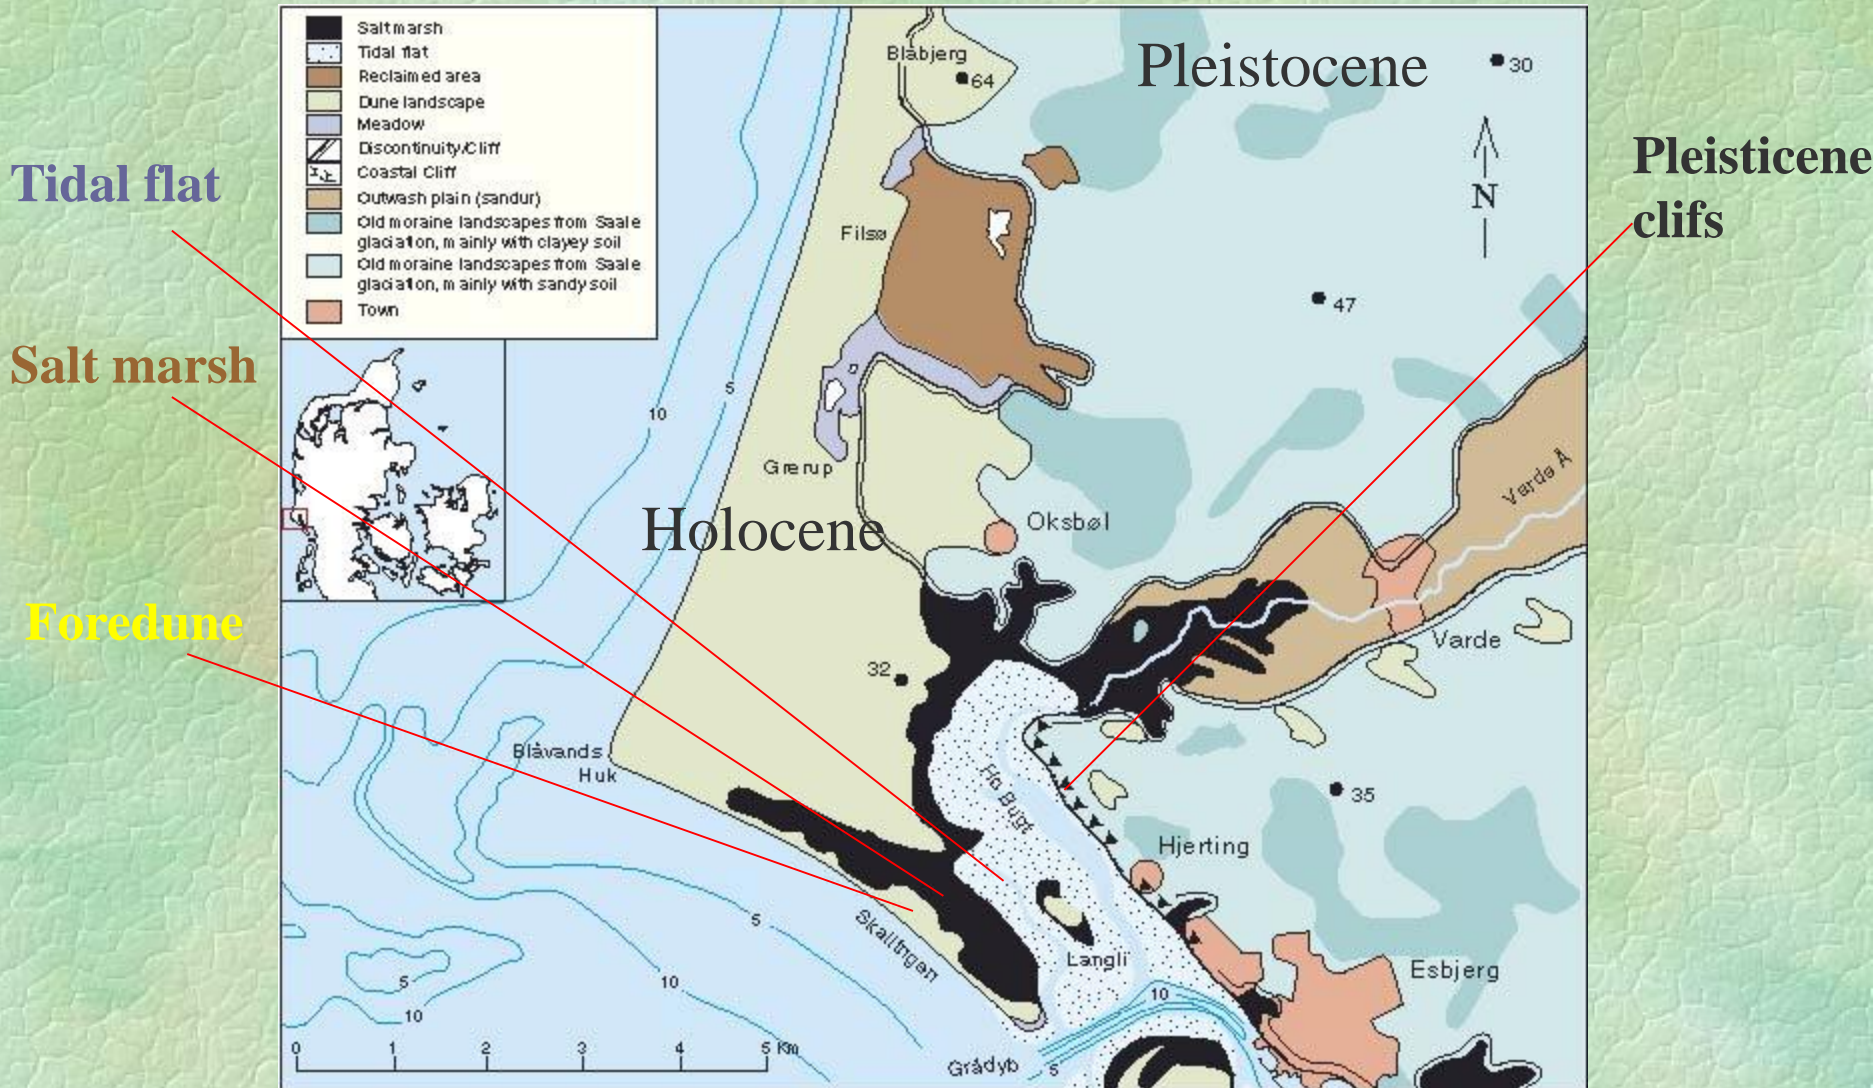 Saltmarsh
Tidal flat
Reclaimed area
Dune landscape
Meadow
Discontinuity/Cliff
Coastal Cliff
Outwash plain (sandur)
Old moraine landscapes from Saale
glaciation, mainly with clayey soil
Old moraine landscapes from Saale
glaciation, mainly with sandy soil
Town
Tidal flat
Salt marsh
Foredune
Pleistocene
Pleisticene
clifs
Holocene
Blåbjerg
64
30
N
Filsø
47
5
10
Grærup
Oksbøl
Varde Å
Varde
32
Blåvands
Huk
Ho Bugt
35
Hjerting
Skallingen
Langli
Esbjerg
5
10
5
10
10
5
Grådyb
0 1 2 3 4 5 Km